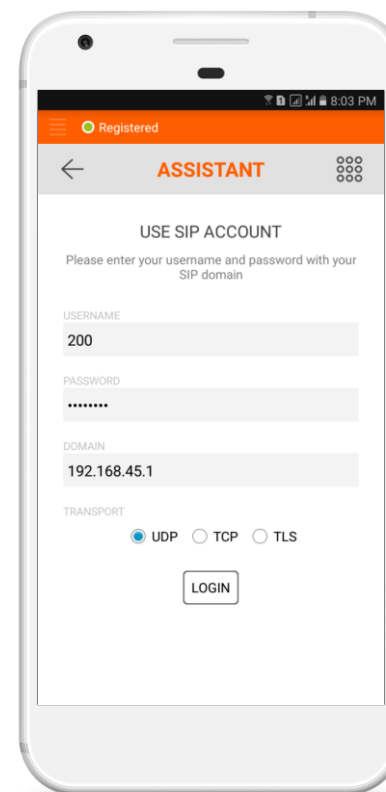 8:03 PM
Registered
ASSISTANT
USE SIP ACCOUNT
Please enter your username and password with your
SIP domain
USERNAME
200
PASSWORD
••••••••
DOMAIN
192.168.45.1
TRANSPORT
UDP TCP TLS
LOGIN